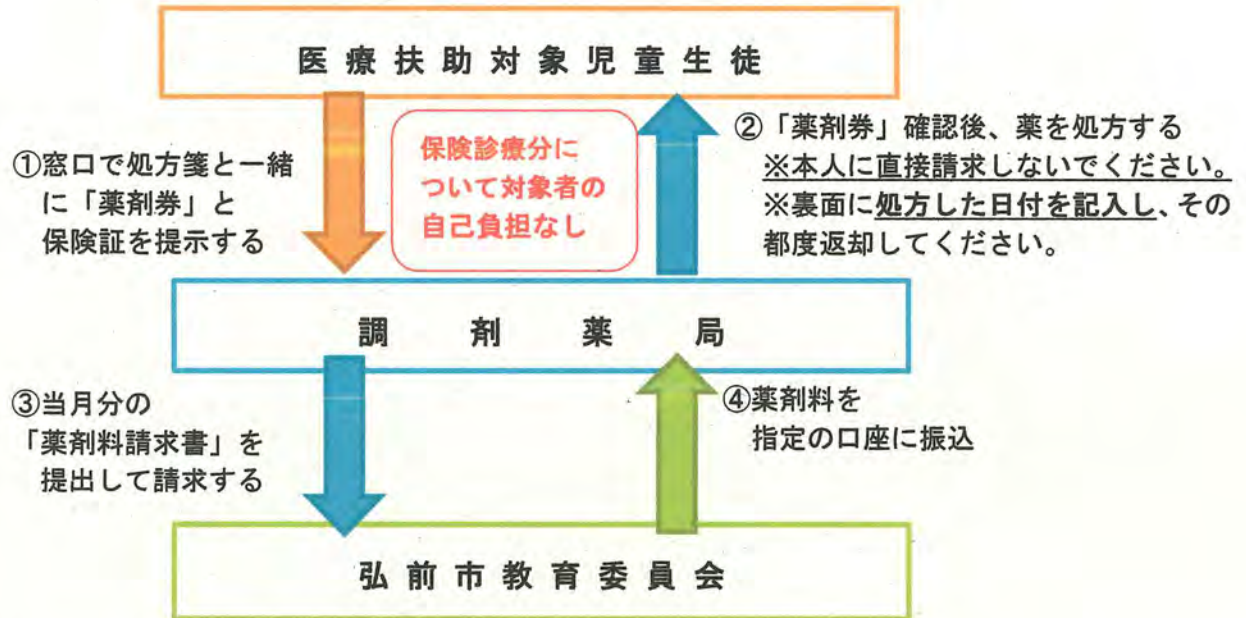 医療扶助対象児童生徒
①窓口で処方箋と一緒
に「薬剤券」と
保険証を提示する
保険診療分に
ついて対象者の
自己負担なし
②「薬剤券」確認後、薬を処方する
※本人に直接請求しないでください。
※裏面に処方した日付を記入し、その
都度返却してください。
調剤薬局
③当月分の
「薬剤料請求書」を
提出して請求する
④薬剤料を
指定の口座に振込
弘前市教育委員会